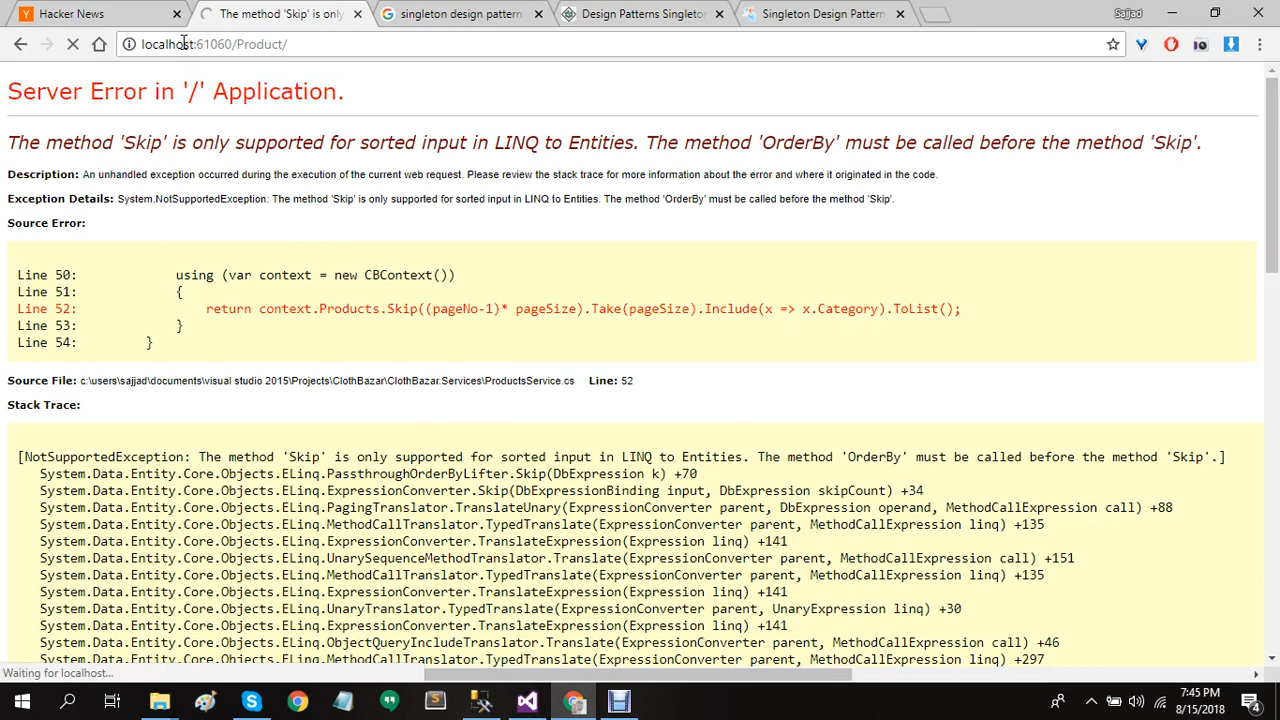 Hacker News
The method 'Skip' is only
singleton design pattern
Design Patterns Singleton
Singleton Design Pattern
Sajjad
localhost:61060/Product/
Server Error in '/' Application.
The method 'Skip' is only supported for sorted input in LINQ to Entities. The method 'OrderBy' must be called before the method 'Skip'.
Description: An unhandled exception occurred during the execution of the current web request. Please review the stack trace for more information about the error and where it originated in the code.
Exception Details: System.NotSupportedException: The method 'Skip' is only supported for sorted input in LINQ to Entities. The method 'OrderBy' must be called before the method 'Skip'.
Source Error:
Line 50:            using (var context = new CBContext())
Line 51:            {
Line 52:                return context.Products.Skip((pageNo-1)* pageSize).Take(pageSize).Include(x => x.Category).ToList();
Line 53:            }
Line 54:        }
Source File: c:\users\sajjad\documents\visual studio 2015\Projects\ClothBazar\ClothBazar.Services\ProductsService.cs    Line: 52
Stack Trace:
[NotSupportedException: The method 'Skip' is only supported for sorted input in LINQ to Entities. The method 'OrderBy' must be called before the method 'Skip'.]
System.Data.Entity.Core.Objects.ELinq.PassthroughOrderByLifter.Skip(DbExpression k) +70
System.Data.Entity.Core.Objects.ELinq.ExpressionConverter.Skip(DbExpressionBinding input, DbExpression skipCount) +34
System.Data.Entity.Core.Objects.ELinq.PagingTranslator.TranslateUnary(ExpressionConverter parent, DbExpression operand, MethodCallExpression call) +88
System.Data.Entity.Core.Objects.ELinq.MethodCallTranslator.TypedTranslate(ExpressionConverter parent, MethodCallExpression linq) +135
System.Data.Entity.Core.Objects.ELinq.ExpressionConverter.TranslateExpression(Expression linq) +141
System.Data.Entity.Core.Objects.ELinq.UnarySequenceMethodTranslator.Translate(ExpressionConverter parent, MethodCallExpression call) +151
System.Data.Entity.Core.Objects.ELinq.MethodCallTranslator.TypedTranslate(ExpressionConverter parent, MethodCallExpression linq) +135
System.Data.Entity.Core.Objects.ELinq.ExpressionConverter.TranslateExpression(Expression linq) +141
System.Data.Entity.Core.Objects.ELinq.UnaryTranslator.TypedTranslate(ExpressionConverter parent, UnaryExpression linq) +30
System.Data.Entity.Core.Objects.ELinq.ExpressionConverter.TranslateExpression(Expression linq) +141
System.Data.Entity.Core.Objects.ELinq.ObjectQueryIncludeTranslator.Translate(ExpressionConverter parent, MethodCallExpression call) +46
System.Data.Entity.Core.Objects.ELinq.MethodCallTranslator.TypedTranslate(ExpressionConverter parent, MethodCallExpression linq) +297
Waiting for localhost...
7:45 PM
8/15/2018
4